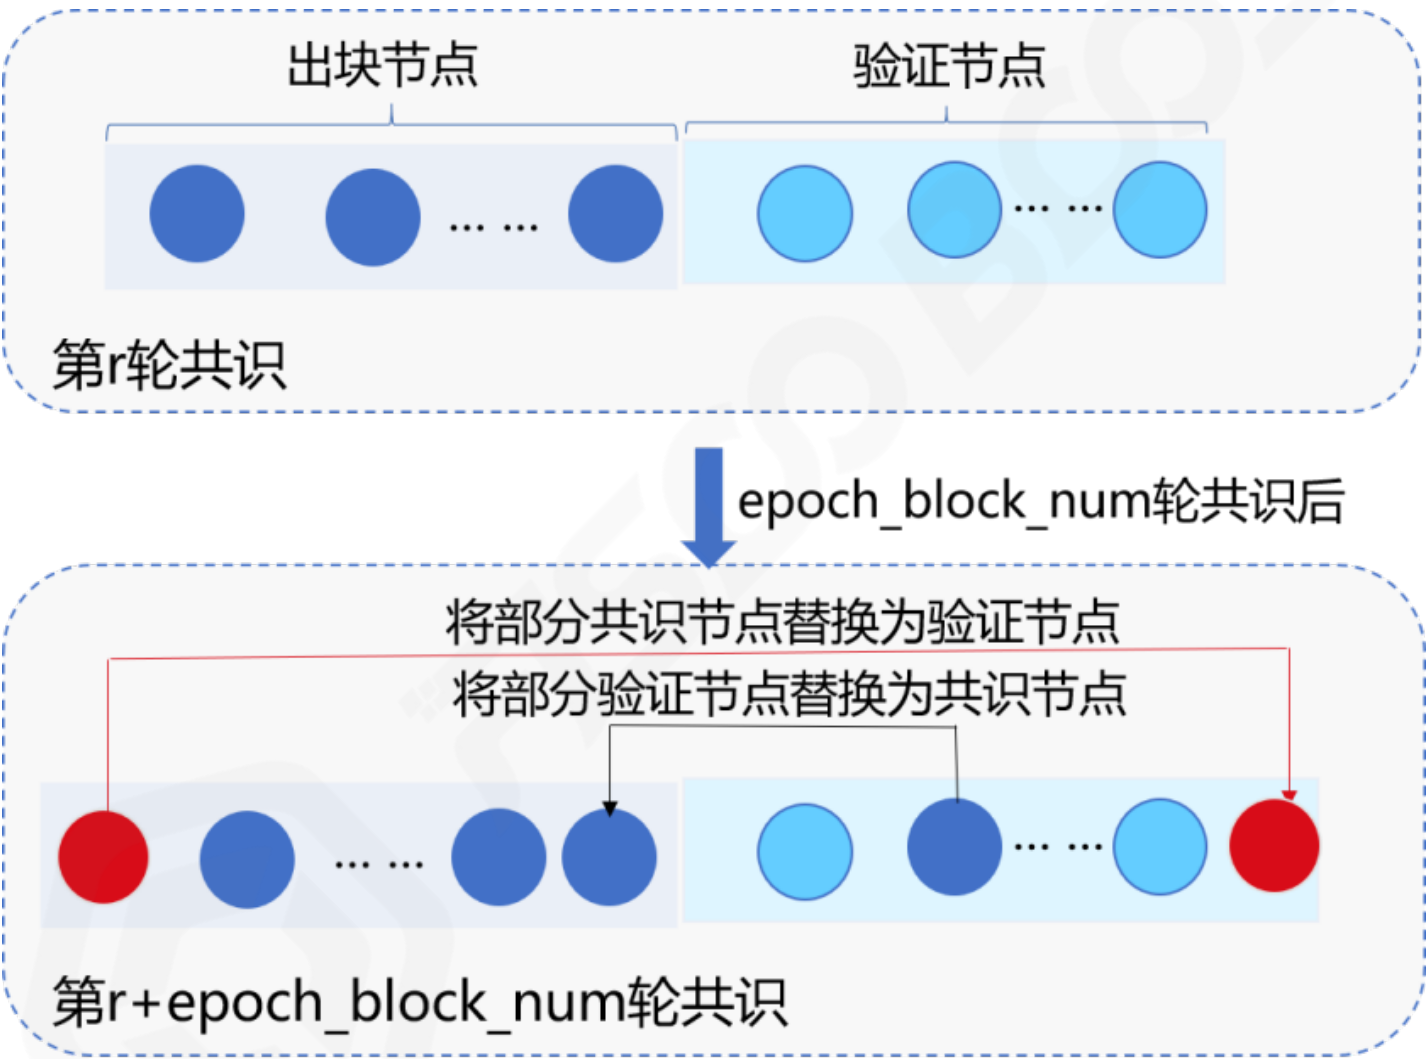 出块节点
验证节点
… …
… …
第r轮共识
epoch_block_num轮共识后
将部分共识节点替换为验证节点
将部分验证节点替换为共识节点
… …
… …
第r+epoch_block_num轮共识